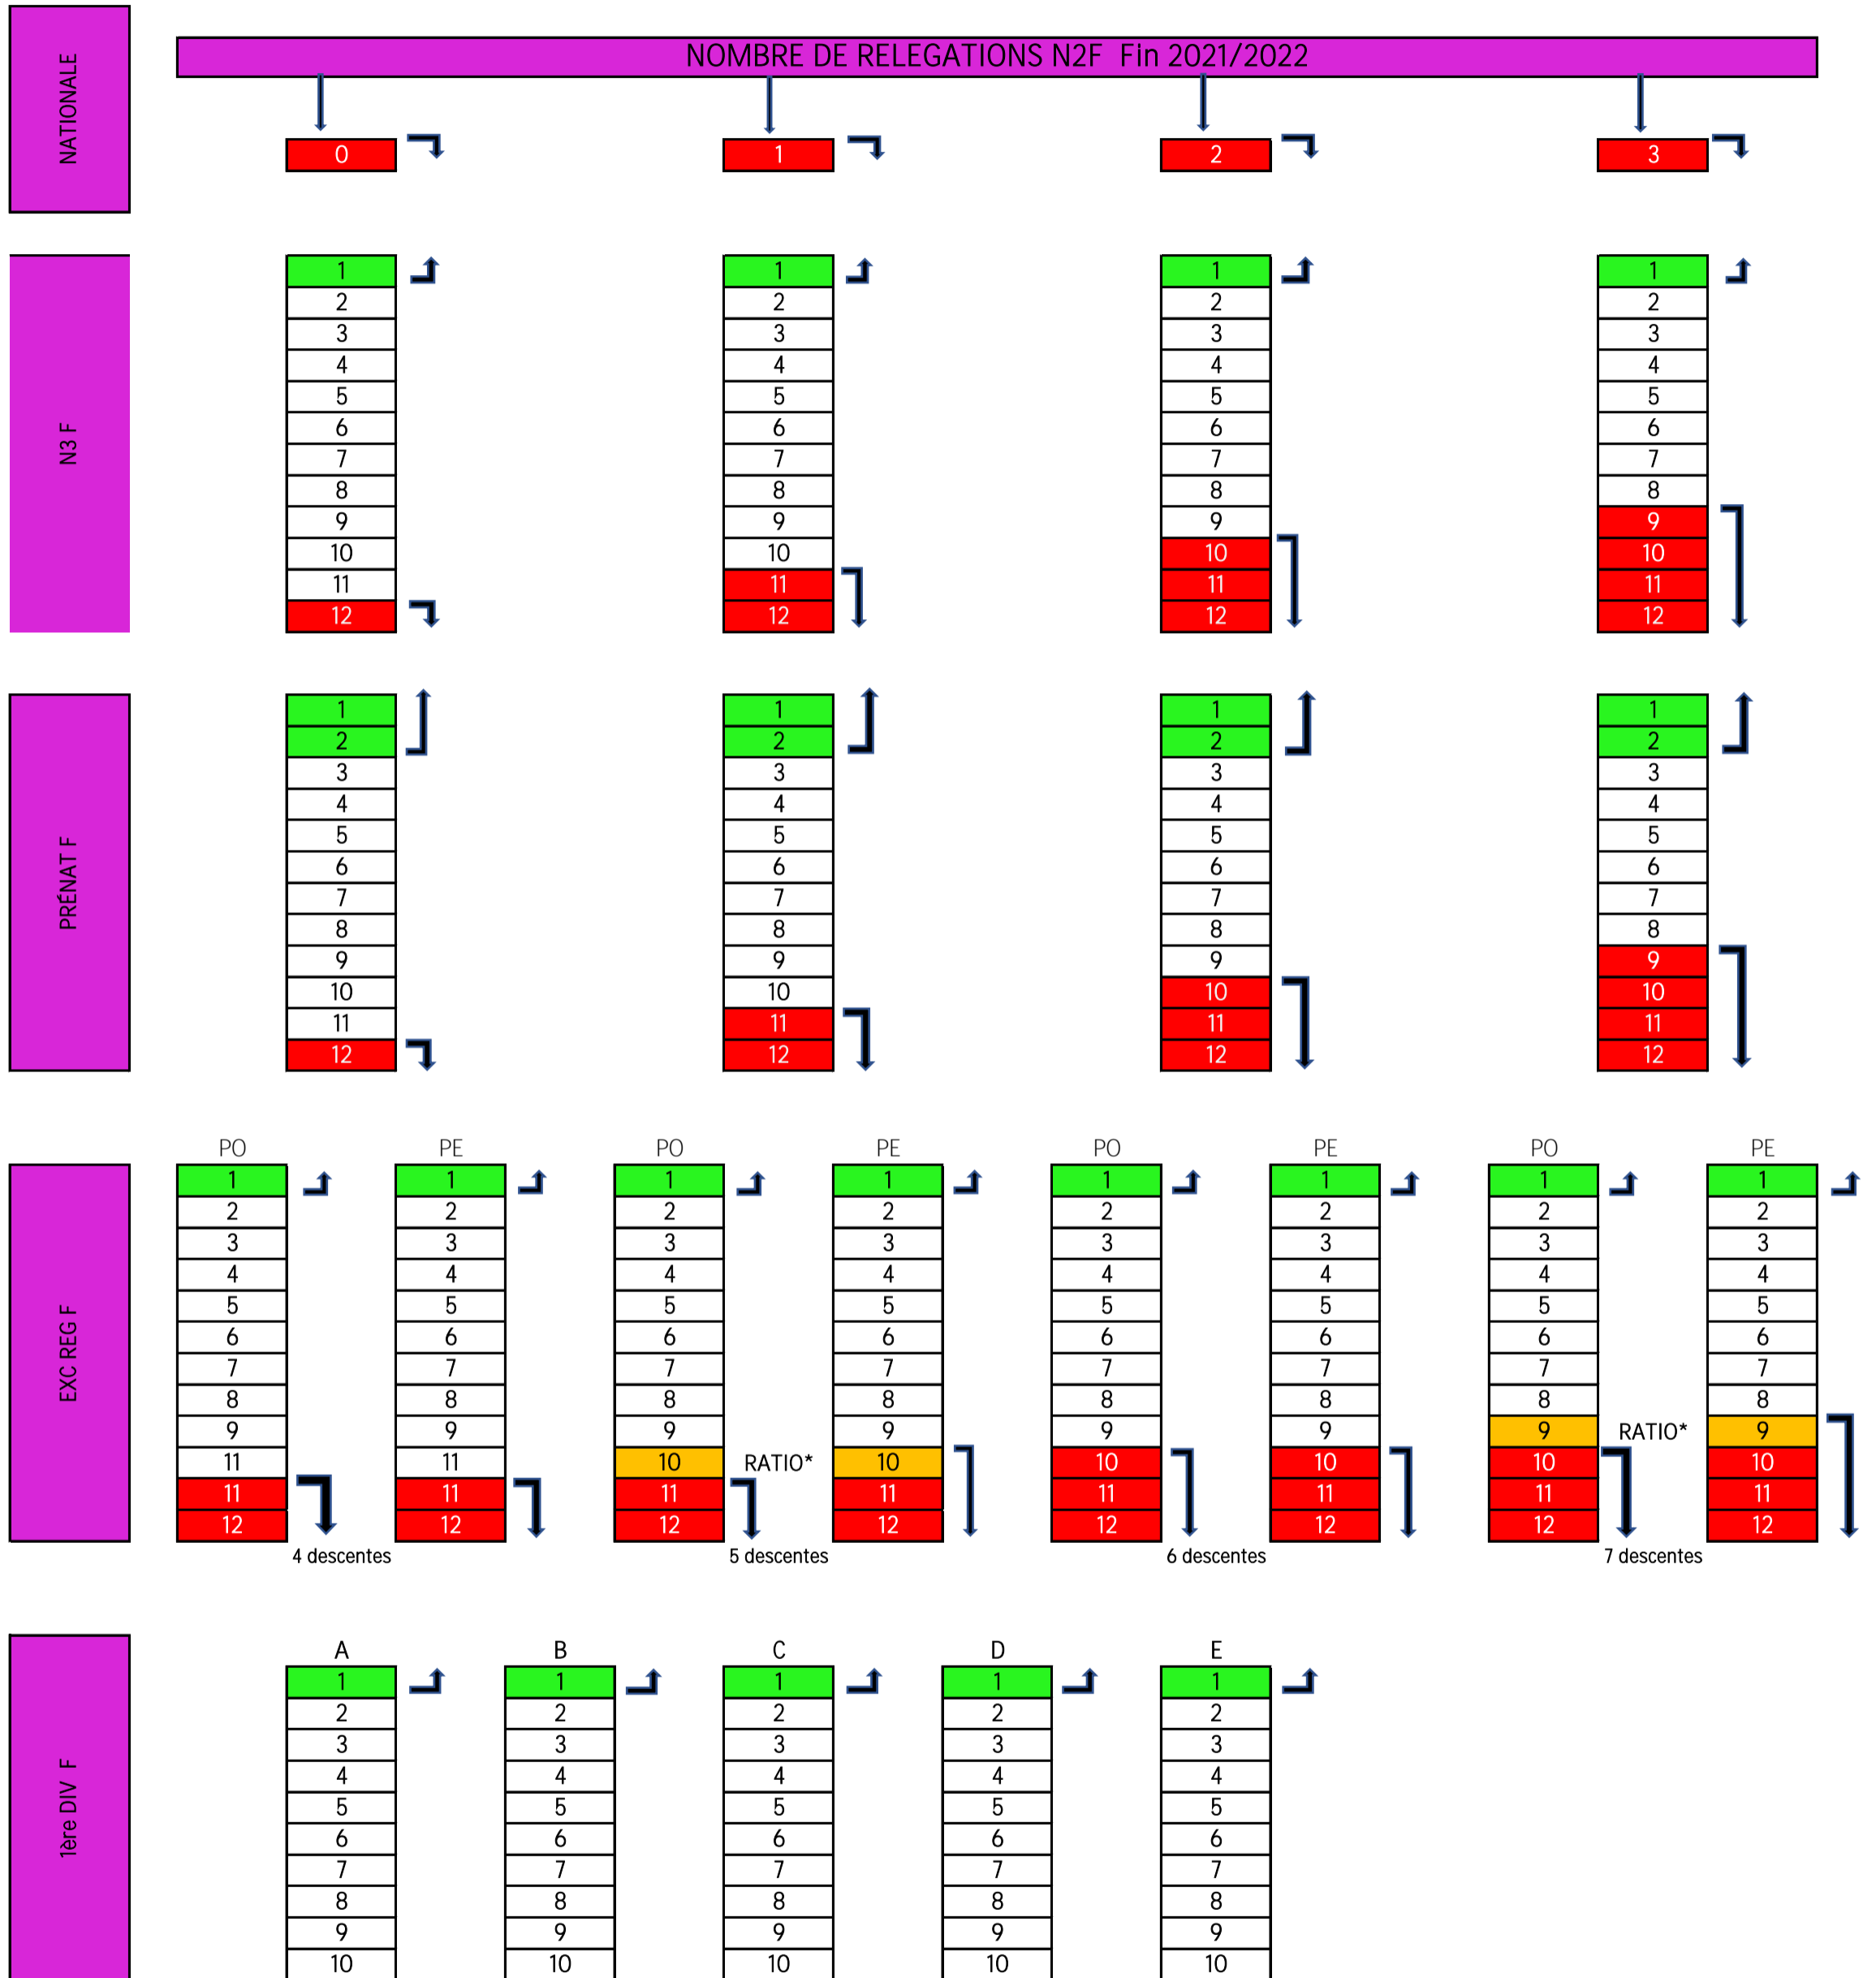 NATIONALE
NOMBRE DE RELEGATIONS N2F Fin 2021/2022
0 1 2 3
N3 F
1 1 1 1
2 2 2 2
3 3 3 3
4 4 4 4
5 5 5 5
6 6 6 6
7 7 7 7
8 8 8 8
9 9 9 9
10 10 10 10
11 11 11 11
12 12 12 12
PRÉNAT F
1 1 1 1
2 2 2 2
3 3 3 3
4 4 4 4
5 5 5 5
6 6 6 6
7 7 7 7
8 8 8 8
9 9 9 9
10 10 10 10
11 11 11 11
12 12 12 12
EXC REG F
PO PE PO PE PO PE PO PE
1 1 1 1 1 1 1 1
2 2 2 2 2 2 2 2
3 3 3 3 3 3 3 3
4 4 4 4 4 4 4 4
5 5 5 5 5 5 5 5
6 6 6 6 6 6 6 6
7 7 7 7 7 7 7 7
8 8 8 8 8 8 8 8
9 9 9 9 9 9 9 RATIO* 9
11 11 10 RATIO* 10 10 10 10 10
11 11 11 11 11 11 11 11
12 12 12 12 12 12 12 12
4 descentes 5 descentes 6 descentes 7 descentes
1ère DIV F
A B C D E
1 1 1 1 1
2 2 2 2 2
3 3 3 3 3
4 4 4 4 4
5 5 5 5 5
6 6 6 6 6
7 7 7 7 7
8 8 8 8 8
9 9 9 9 9
10 10 10 10 10